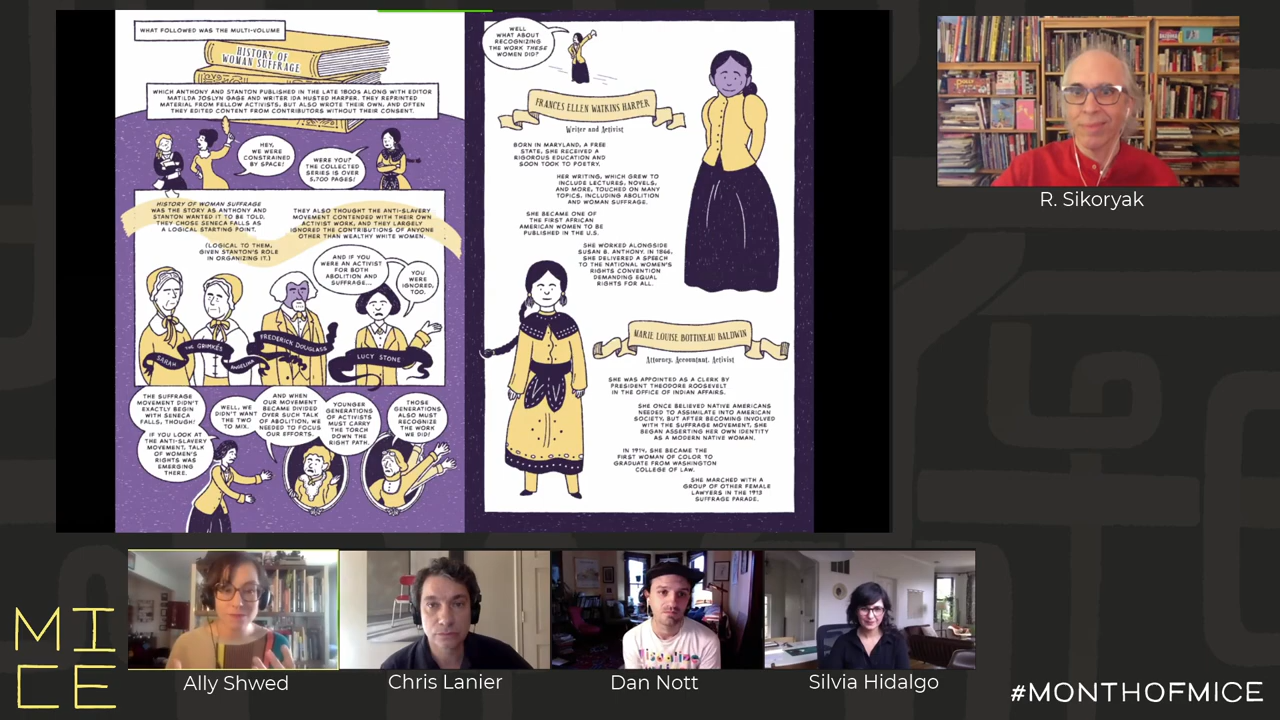 WHAT FOLLOWED WAS THE MULTI-VOLUME
HISTORY OF
WOMAN SUFFRAGE
WHICH ANTHONY AND STANTON PUBLISHED IN THE LATE 1800S ALONG WITH EDITOR
MATILDA JOSLYN GAGE AND WRITER IDA HUSTED HARPER. THEY REPRINTED
MATERIAL FROM FELLOW ACTIVISTS, BUT ALSO WROTE THEIR OWN, AND OFTEN
THEY EDITED CONTENT FROM CONTRIBUTORS WITHOUT THEIR CONSENT.
HEY,
WE WERE
CONSTRAINED
BY SPACE!
WERE YOU?
THE COLLECTED
SERIES IS OVER
5,700 PAGES!
HISTORY OF WOMAN SUFFRAGE
WAS THE STORY AS ANTHONY AND
STANTON WANTED IT TO BE TOLD.
THEY CHOSE SENECA FALLS AS
A LOGICAL STARTING POINT.
(LOGICAL TO THEM,
GIVEN STANTON'S ROLE
IN ORGANIZING IT.)
THEY ALSO THOUGHT THE ANTI-SLAVERY
MOVEMENT CONTENDED WITH THEIR OWN
ACTIVIST WORK, AND THEY LARGELY
IGNORED THE CONTRIBUTIONS OF ANYONE
OTHER THAN WEALTHY WHITE WOMEN.
AND IF YOU
WERE AN ACTIVIST
FOR BOTH
ABOLITION AND
SUFFRAGE...
YOU
WERE
IGNORED,
TOO.
SARAH
THE GRIMKÉS
ANGELINA
FREDERICK DOUGLASS
LUCY STONE
THE SUFFRAGE
MOVEMENT DIDN'T
EXACTLY BEGIN
WITH SENECA
FALLS, THOUGH!
IF YOU LOOK AT
THE ANTI-SLAVERY
MOVEMENT, TALK
OF WOMEN'S
RIGHTS WAS
EMERGING
THERE.
WELL, WE
DIDN'T WANT
THE TWO
TO MIX.
AND WHEN
OUR MOVEMENT
BECAME DIVIDED
OVER SUCH TALK
OF ABOLITION, WE
NEEDED TO FOCUS
OUR EFFORTS.
YOUNGER
GENERATIONS
OF ACTIVISTS
MUST CARRY
THE TORCH
DOWN THE
RIGHT PATH.
THOSE
GENERATIONS
ALSO MUST
RECOGNIZE
THE WORK
WE DID!
WELL
WHAT ABOUT
RECOGNIZING
THE WORK THESE
WOMEN DID?
FRANCES ELLEN WATKINS HARPER
Writer and Activist
BORN IN MARYLAND, A FREE
STATE, SHE RECEIVED A
RIGOROUS EDUCATION AND
SOON TOOK TO POETRY.
HER WRITING, WHICH GREW TO
INCLUDE LECTURES, NOVELS,
AND MORE, TOUCHED ON MANY
TOPICS, INCLUDING ABOLITION
AND WOMAN SUFFRAGE.
SHE BECAME ONE OF
THE FIRST AFRICAN
AMERICAN WOMEN TO BE
PUBLISHED IN THE U.S.
SHE WORKED ALONGSIDE
SUSAN B. ANTHONY. IN 1866,
SHE DELIVERED A SPEECH
TO THE NATIONAL WOMEN'S
RIGHTS CONVENTION
DEMANDING EQUAL
RIGHTS FOR ALL.
MARIE LOUISE BOTTINEAU BALDWIN
Attorney, Accountant, Activist
SHE WAS APPOINTED AS A CLERK BY
PRESIDENT THEODORE ROOSEVELT
IN THE OFFICE OF INDIAN AFFAIRS.
SHE ONCE BELIEVED NATIVE AMERICANS
NEEDED TO ASSIMILATE INTO AMERICAN
SOCIETY, BUT AFTER BECOMING INVOLVED
WITH THE SUFFRAGE MOVEMENT, SHE
BEGAN ASSERTING HER OWN IDENTITY
AS A MODERN NATIVE WOMAN.
IN 1914, SHE BECAME THE
FIRST WOMAN OF COLOR TO
GRADUATE FROM WASHINGTON
COLLEGE OF LAW.
SHE MARCHED WITH A
GROUP OF OTHER FEMALE
LAWYERS IN THE 1913
SUFFRAGE PARADE.
R. Sikoryak
Ally Shwed
Chris Lanier
Dan Nott
Silvia Hidalgo
MI
CE
#MONTHOFMICE